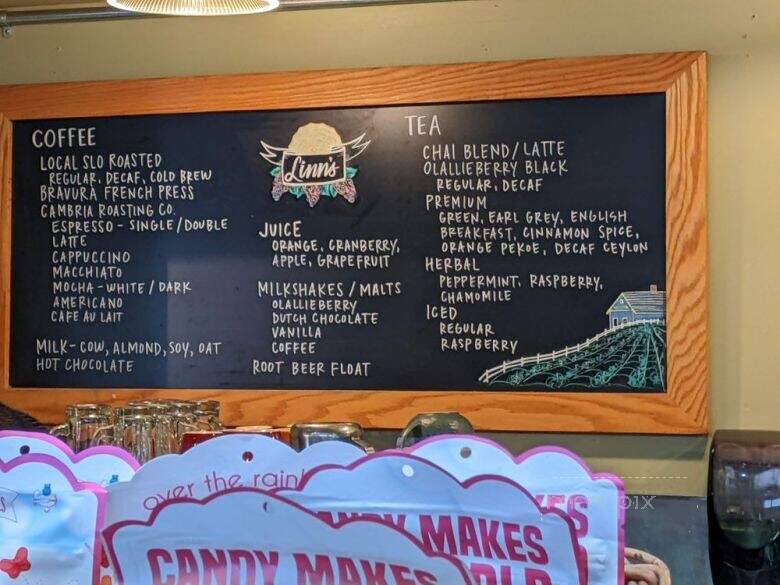 COFFEE
LOCAL SLO ROASTED
REGULAR, DECAF, COLD BREW
BRAVURA FRENCH PRESS
CAMBRIA ROASTING CO.
ESPRESSO - SINGLE/DOUBLE
LATTE
CAPPUCCINO
MACCHIATO
MOCHA - WHITE/DARK
AMERICANO
CAFE AU LAIT
MILK - COW, ALMOND, SOY, OAT
HOT CHOCOLATE
Linn's
JUICE
ORANGE, CRANBERRY,
APPLE, GRAPEFRUIT
MILKSHAKES / MALTS
OLALLIEBERRY
DUTCH CHOCOLATE
VANILLA
COFFEE
ROOT BEER FLOAT
TEA
CHAI BLEND/LATTE
OLALLIEBERRY BLACK
REGULAR, DECAF
PREMIUM
GREEN, EARL GREY, ENGLISH
BREAKFAST, CINNAMON SPICE,
ORANGE PEKOE, DECAF CEYLON
HERBAL
PEPPERMINT, RASPBERRY,
CHAMOMILE
ICED
REGULAR
RASPBERRY
over the rain
MAKES
CANDY MAKES